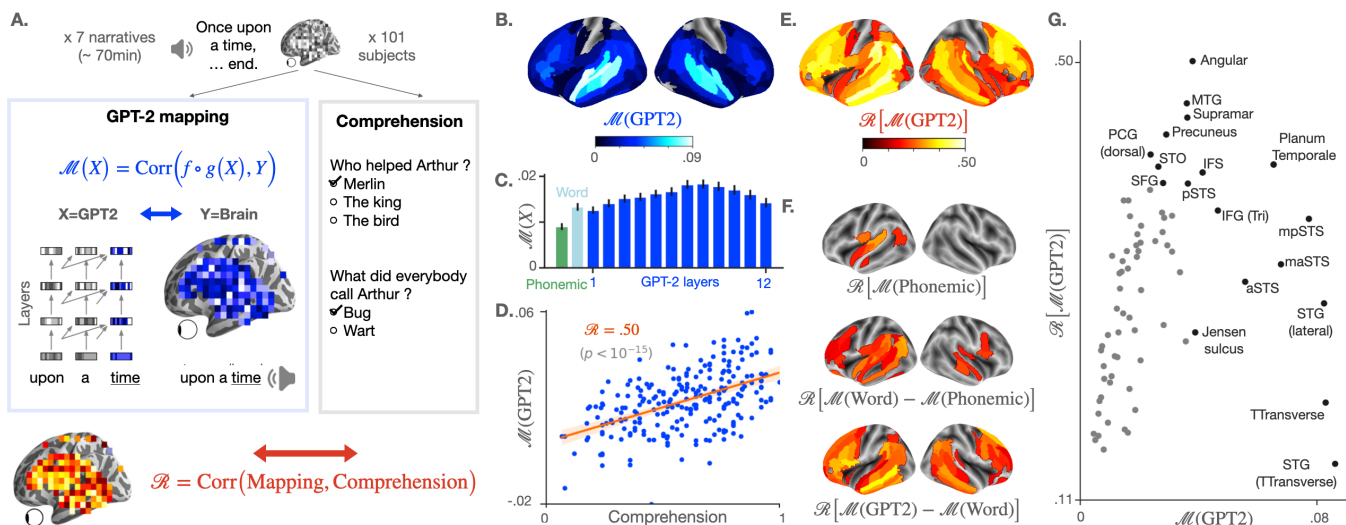 A.
x 7 narratives
(~ 70min)
Once upon
a time,
... end.
x 101
subjects
GPT-2 mapping
ℳ(X) = Corr(f∘g(X), Y)
X=GPT2
Y=Brain
Layers
upon a time
upon a time
Comprehension
Who helped Arthur ?
Merlin
The king
The bird
What did everybody
call Arthur ?
Bug
Wart
ℛ = Corr(Mapping, Comprehension)
B.
ℳ(GPT2)
0 .09
C.
.02
0
ℳ(X)
Word
Phonemic
1 GPT-2 layers 12
D.
.06
-.02
ℳ(GPT2)
ℛ = .50
(p < 10⁻¹⁵)
0 Comprehension 1
E.
ℛ[ℳ(GPT2)]
0 .50
F.
ℛ[ℳ(Phonemic)]
ℛ[ℳ(Word) − ℳ(Phonemic)]
ℛ[ℳ(GPT2) − ℳ(Word)]
G.
.50
.11
ℛ[ℳ(GPT2)]
Angular
MTG
Supramar
Precuneus
PCG
(dorsal)
Planum
Temporale
STO
IFS
SFG
pSTS
IFG (Tri)
mpSTS
maSTS
aSTS
STG
(lateral)
Jensen
sulcus
TTransverse
STG
(TTransverse)
0 ℳ(GPT2) .08